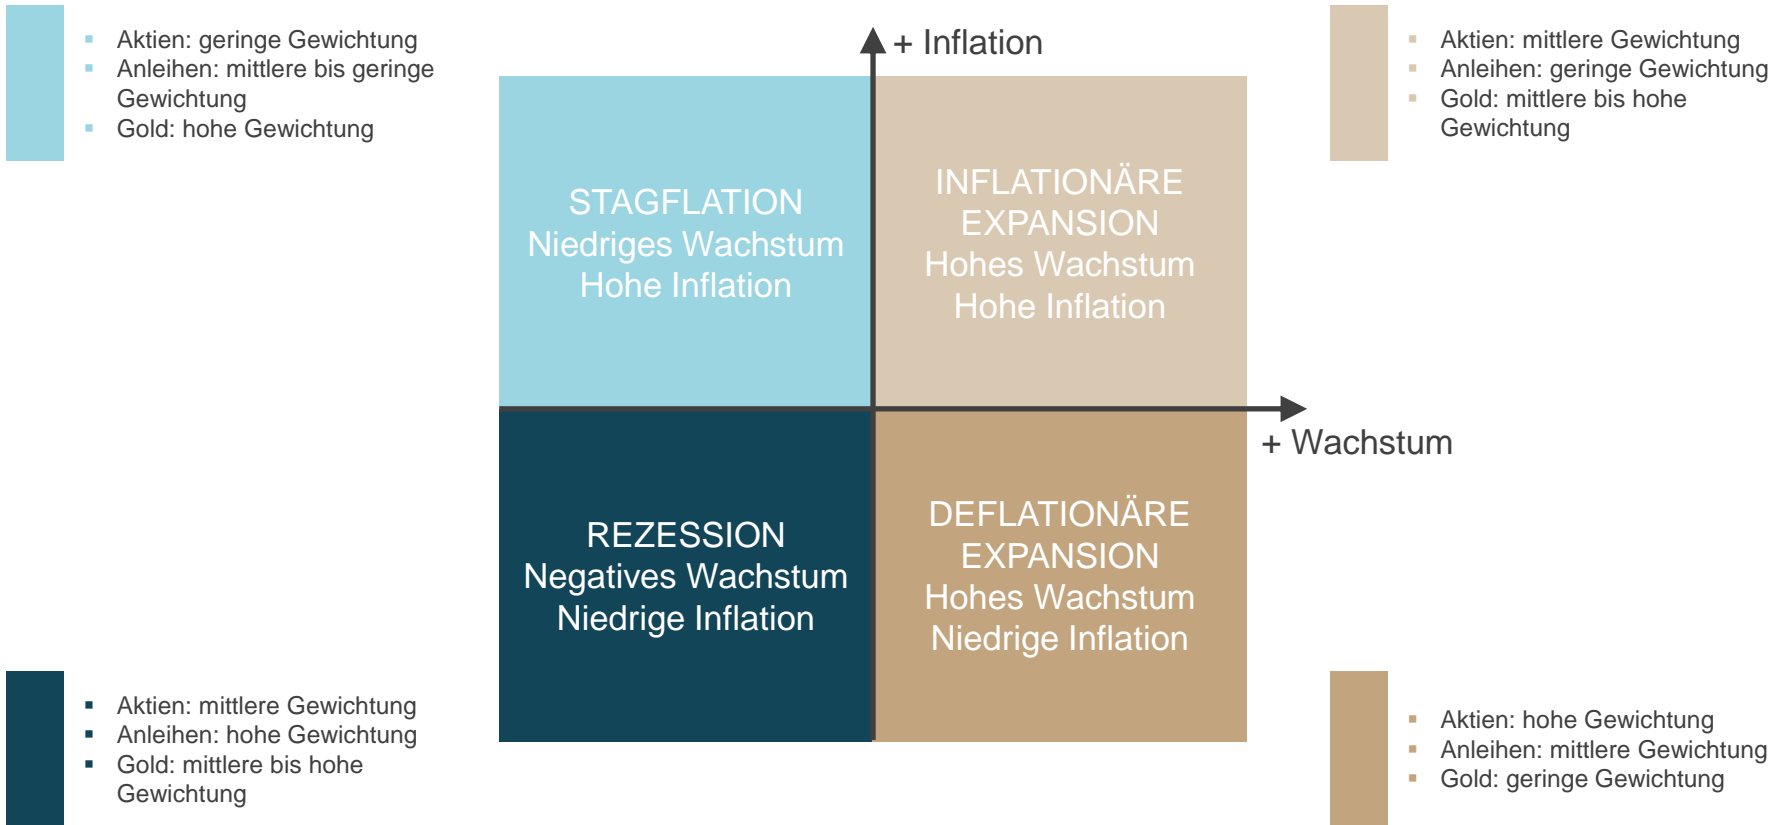 Aktien: geringe Gewichtung
Anleihen: mittlere bis geringe
Gewichtung
Gold: hohe Gewichtung
+ Inflation
Aktien: mittlere Gewichtung
Anleihen: geringe Gewichtung
Gold: mittlere bis hohe
Gewichtung
STAGFLATION
Niedriges Wachstum
Hohe Inflation
INFLATIONÄRE
EXPANSION
Hohes Wachstum
Hohe Inflation
+ Wachstum
REZESSION
Negatives Wachstum
Niedrige Inflation
DEFLATIONÄRE
EXPANSION
Hohes Wachstum
Niedrige Inflation
Aktien: mittlere Gewichtung
Anleihen: hohe Gewichtung
Gold: mittlere bis hohe
Gewichtung
Aktien: hohe Gewichtung
Anleihen: mittlere Gewichtung
Gold: geringe Gewichtung